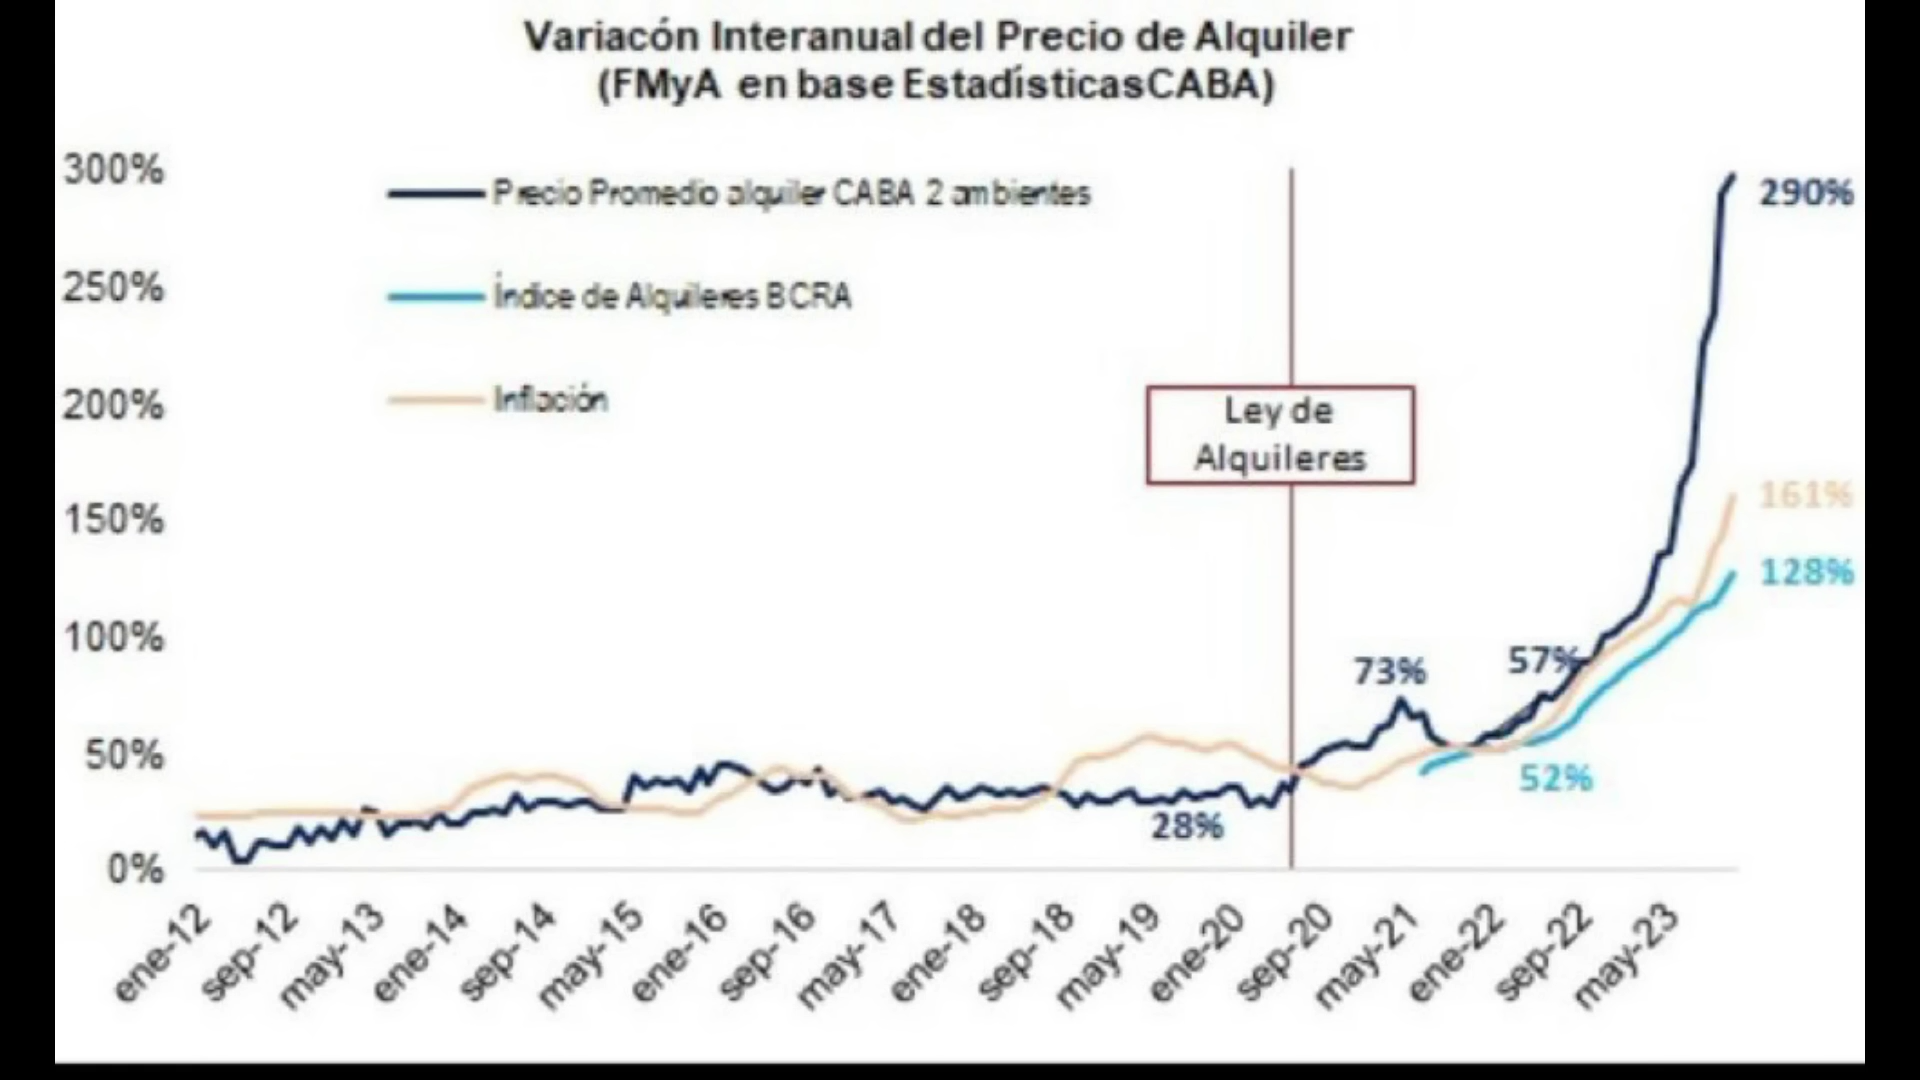 Variacón Interanual del Precio de Alquiler
(FMyA en base EstadísticasCABA)
300%
250%
200%
150%
100%
50%
0%
Precio Promedio alquiler CABA 2 ambientes
Índice de Alquileres BCRA
Inflación
Ley de
Alquileres
290%
161%
128%
73%
57%
52%
28%
ene-12
sep-12
may-13
ene-14
sep-14
may-15
ene-16
sep-16
may-17
ene-18
sep-18
may-19
ene-20
sep-20
may-21
ene-22
sep-22
may-23